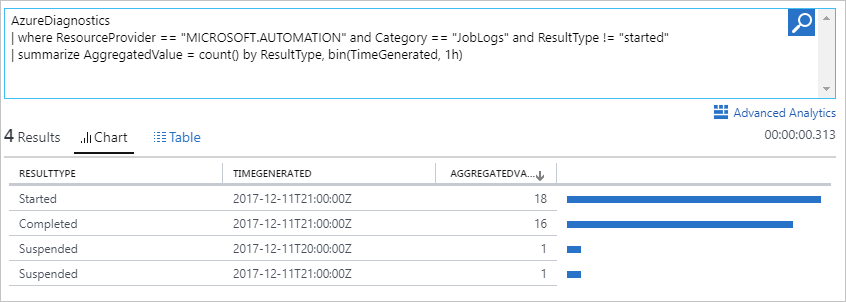 AzureDiagnostics
| where ResourceProvider == "MICROSOFT.AUTOMATION" and Category == "JobLogs" and ResultType != "started"
| summarize AggregatedValue = count() by ResultType, bin(TimeGenerated, 1h)
Advanced Analytics
4 Results Chart Table 00:00:00.313
RESULTTYPE TIMEGENERATED AGGREGATEDVA...
Started 2017-12-11T21:00:00Z 18
Completed 2017-12-11T21:00:00Z 16
Suspended 2017-12-11T20:00:00Z 1
Suspended 2017-12-11T21:00:00Z 1